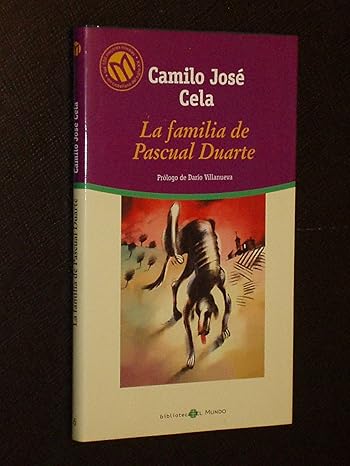 Camilo José
Cela
La familia de
Pascual Duarte
Prólogo de Darío Villanueva
biblioteca EL MUNDO
Camilo José Cela
La familia de Pascual Duarte